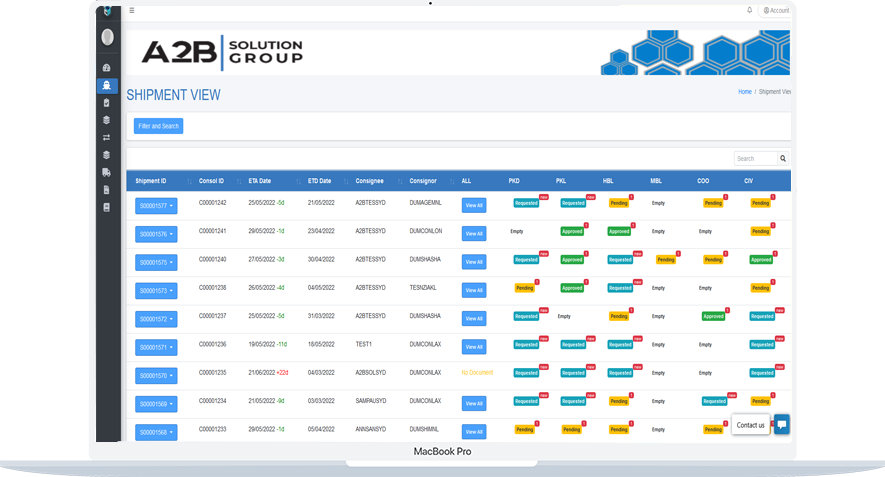 ☰ Account
A2B SOLUTION GROUP
SHIPMENT VIEW Home / Shipment View
Filter and Search
Search
Shipment ID Consol ID ETA Date ETD Date Consignee Consignor ALL PKD PKL HBL MBL COO CIV
S00001577 C00001242 25/05/2022 -5d 21/05/2022 A2BTESSYD DUMAGEMNL View All Requested new Requested new Pending 1 Empty Pending 1 Pending 1
S00001576 C00001241 29/05/2022 -1d 23/04/2022 A2BTESSYD DUMCONLON View All Empty Approved 1 Approved 1 Empty Empty Pending 1
S00001575 C00001240 27/05/2022 -3d 30/04/2022 A2BTESSYD DUMSHASHA View All Requested new Approved 1 Requested new Pending 1 Pending 1 Approved 1
S00001573 C00001238 26/05/2022 -4d 04/05/2022 A2BTESSYD TESNZIAKL View All Pending 1 Approved 1 Requested new Empty Empty Pending 1
S00001572 C00001237 25/05/2022 -5d 31/03/2022 A2BTESSYD DUMSHASHA View All Requested new Empty Pending 1 Empty Approved 1 Requested new
S00001571 C00001236 19/05/2022 -11d 18/05/2022 TEST1 DUMCONLAX View All Requested new Requested new Requested new Empty Empty Requested new
S00001570 C00001235 21/06/2022 +22d 04/03/2022 A2BSOLSYD DUMCONLAX No Document Requested new Requested new Requested new Empty Empty Requested new
S00001569 C00001234 21/05/2022 -9d 03/03/2022 SAMPAUSYD DUMCONLAX View All Requested new Requested new Pending 1 Empty Requested new Pending 1
S00001568 C00001233 29/05/2022 -1d 05/04/2022 ANNSANSYD DUMSHIMNL View All Pending 1 Pending 1 Pending 1 Empty Pending 1
Contact us
MacBook Pro